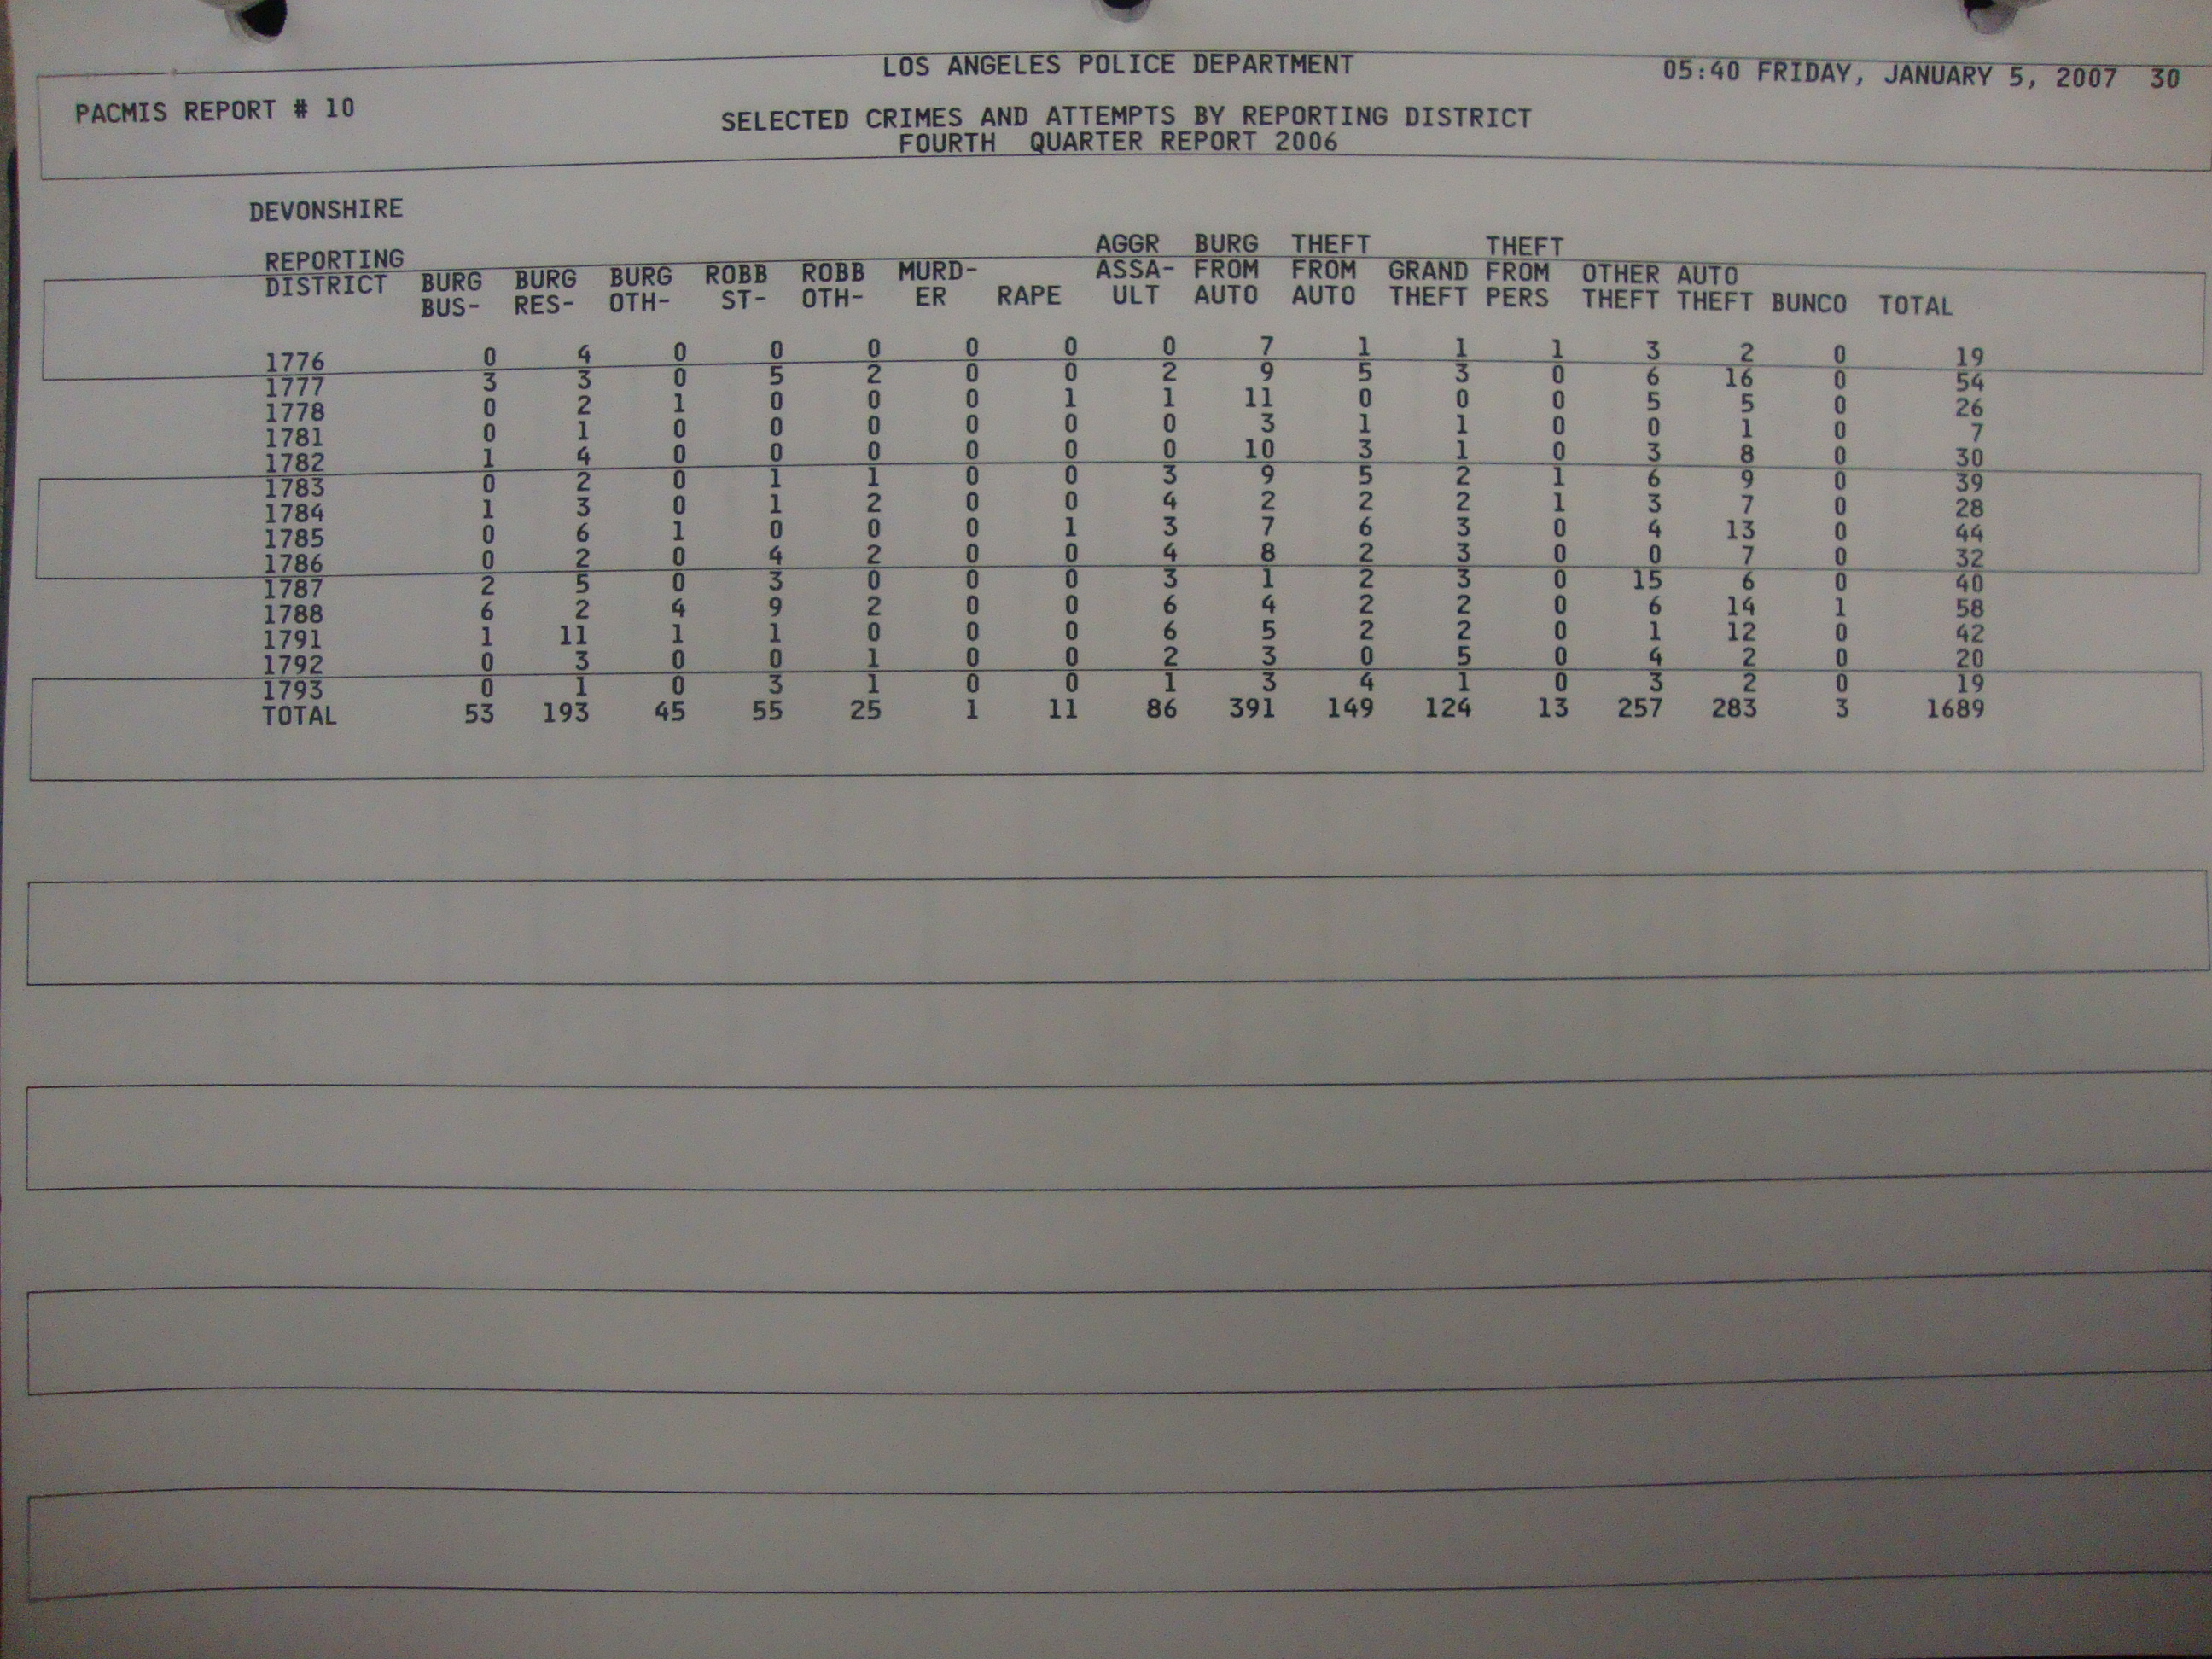 LOS ANGELES POLICE DEPARTMENT 05:40 FRIDAY, JANUARY 5, 2007 30
PACMIS REPORT # 10
SELECTED CRIMES AND ATTEMPTS BY REPORTING DISTRICT
FOURTH QUARTER REPORT 2006
DEVONSHIRE
AGGR BURG THEFT THEFT
REPORTING BURG BURG BURG ROBB ROBB MURD- ASSA- FROM FROM GRAND FROM OTHER AUTO
DISTRICT BUS- RES- OTH- ST- OTH- ER RAPE ULT AUTO AUTO THEFT PERS THEFT THEFT BUNCO TOTAL
1776 0 4 0 0 0 0 0 0 7 1 1 1 3 2 0 19
1777 3 3 0 5 2 0 0 2 9 5 3 0 6 16 0 54
1778 0 2 1 0 0 0 1 1 11 0 0 0 5 5 0 26
1781 0 1 0 0 0 0 0 0 3 1 1 0 0 1 0 7
1782 1 4 0 0 0 0 0 0 10 3 1 0 3 8 0 30
1783 0 2 0 1 1 0 0 3 9 5 2 1 6 9 0 39
1784 1 3 0 1 2 0 0 4 2 2 2 1 3 7 0 28
1785 0 6 1 0 0 0 1 3 7 6 3 0 4 13 0 44
1786 0 2 0 4 2 0 0 4 8 2 3 0 0 7 0 32
1787 2 5 0 3 0 0 0 3 1 2 3 0 15 6 0 40
1788 6 2 4 9 2 0 0 6 4 2 2 0 6 14 1 58
1791 1 11 1 1 0 0 0 6 5 2 2 0 1 12 0 42
1792 0 3 0 0 1 0 0 2 3 0 5 0 4 2 0 20
1793 0 1 0 3 1 0 0 1 3 4 1 0 3 2 0 19
TOTAL 53 193 45 55 25 1 11 86 391 149 124 13 257 283 3 1689